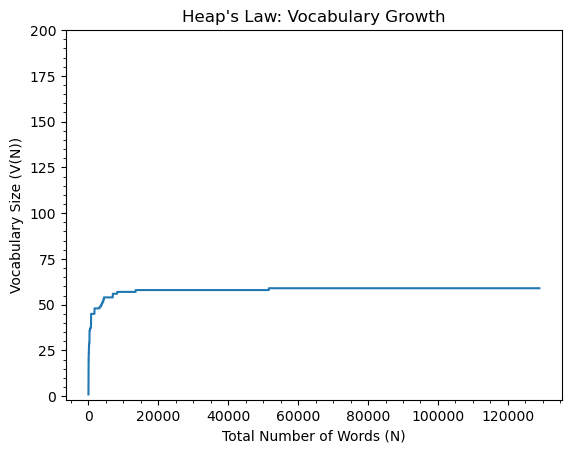 Heap's Law: Vocabulary Growth
200
175
150
125
100
75
50
25
0
Vocabulary Size (V(N))
0 20000 40000 60000 80000 100000 120000
Total Number of Words (N)